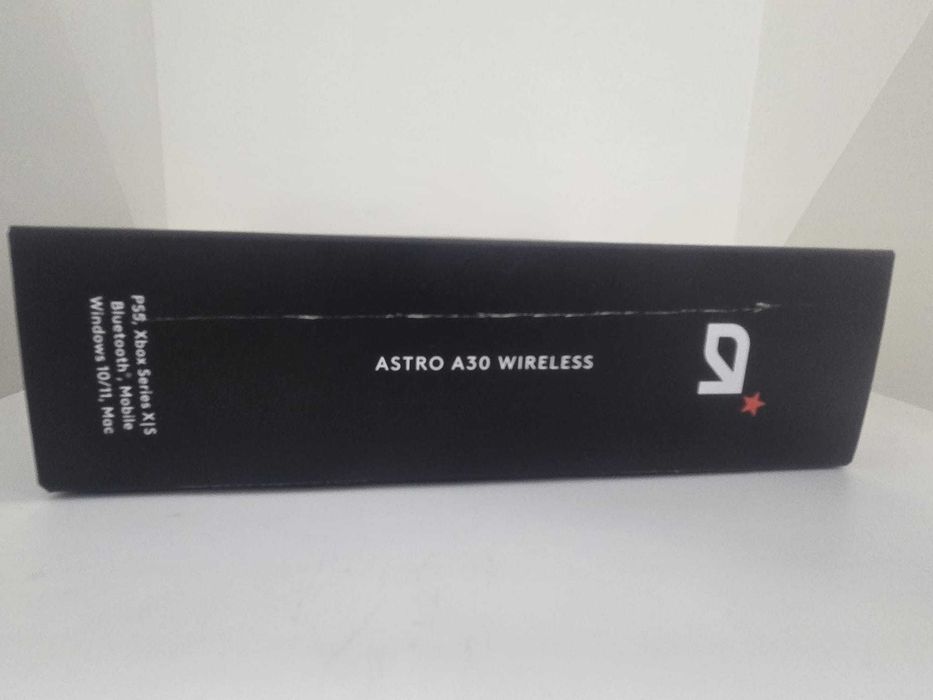 PS5, Xbox Series X|S
Bluetooth®, Mobile
Windows 10/11, Mac
ASTRO A30 WIRELESS